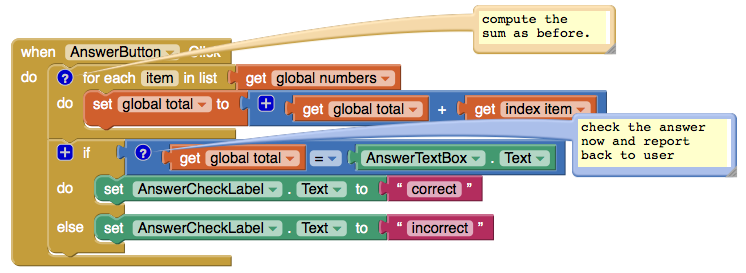 compute the
sum as before.
when AnswerButton .Click
do ? for each item in list get global numbers
do set global total to + get global total + get index item
check the answer
now and report
back to user
+ if ? get global total = AnswerTextBox . Text
do set AnswerCheckLabel . Text to “ correct ”
else set AnswerCheckLabel . Text to “ incorrect ”